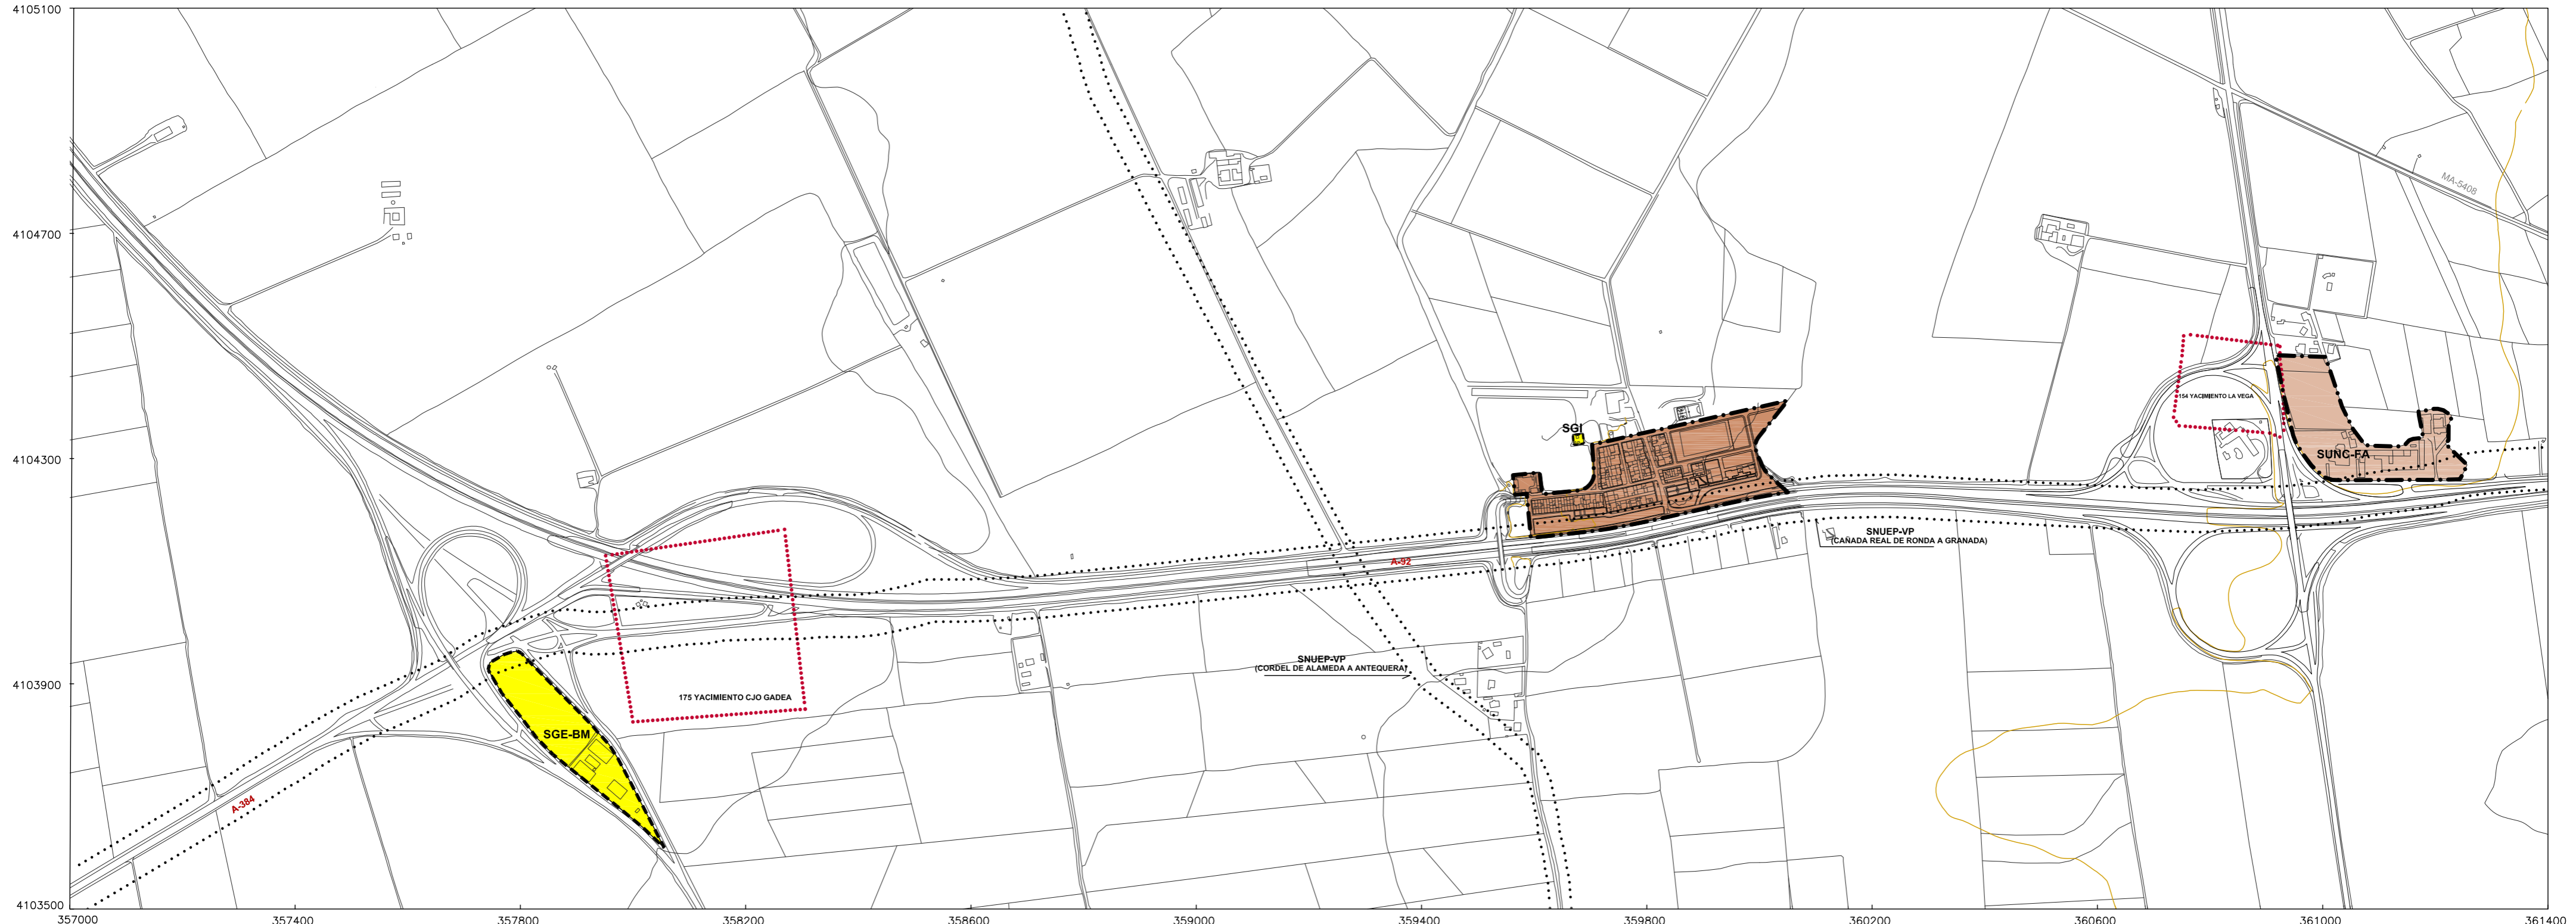 4105100
MA-5408
4104700
154 YACIMIENTO LA VEGA
SGI
4104300
SUNC-FA
SNUEP-VP
(CAÑADA REAL DE RONDA A GRANADA)
A-92
SNUEP-VP
(CORDEL DE ALAMEDA A ANTEQUERA)
4103900
175 YACIMIENTO CJO GADEA
SGE-BM
A-384
4103500
357000 357400 357800 358200 358600 359000 359400 359800 360200 360600 361000 361400